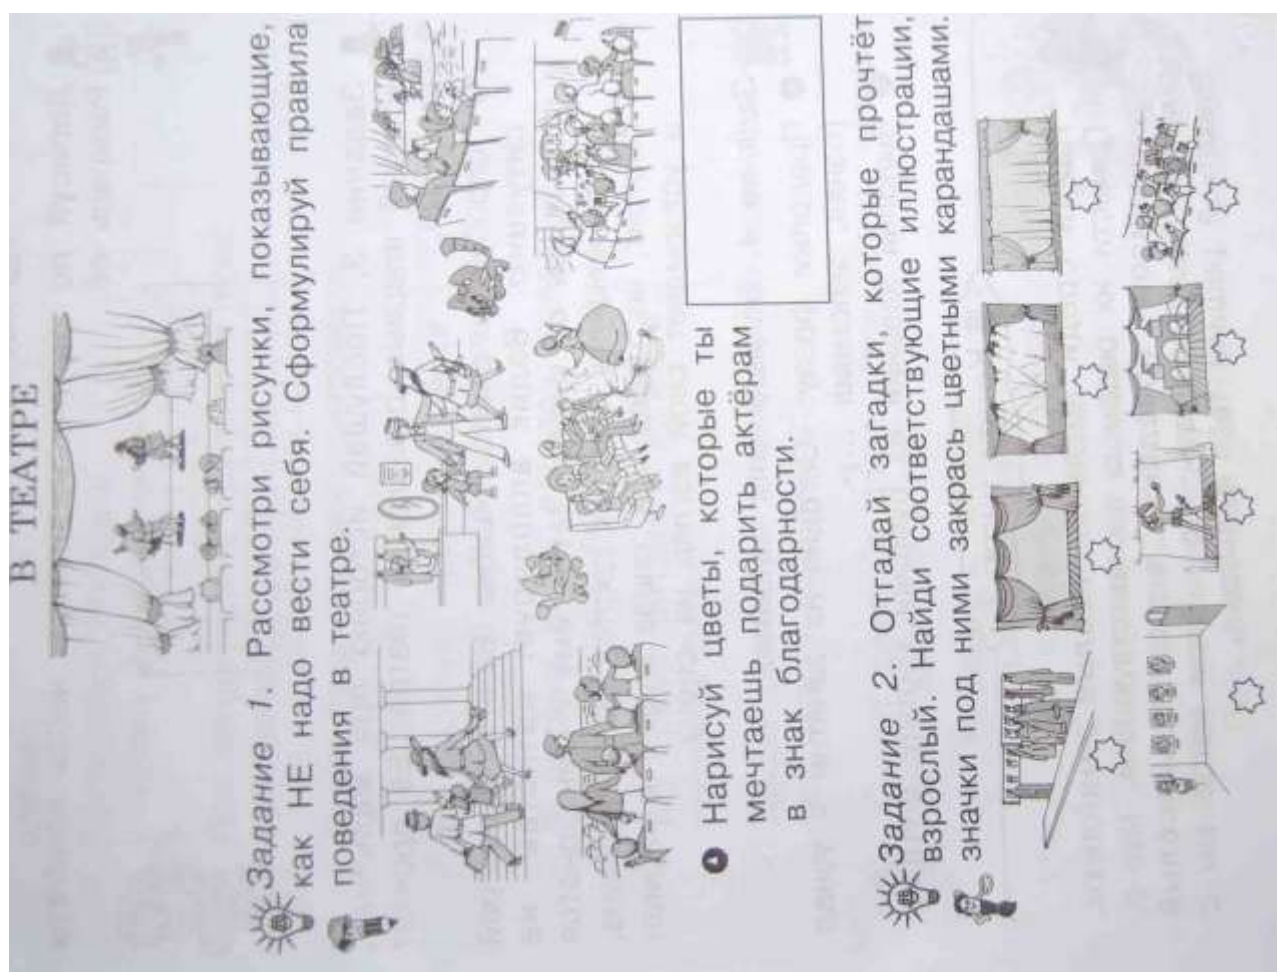 В ТЕАТРЕ
Задание 1. Рассмотри рисунки, показывающие,
как НЕ надо вести себя. Сформулируй правила
поведения в театре.
Нарисуй цветы, которые ты
мечтаешь подарить актёрам
в знак благодарности.
Задание 2. Отгадай загадки, которые прочтёт
взрослый. Найди соответствующие иллюстрации,
значки под ними закрась цветными карандашами.